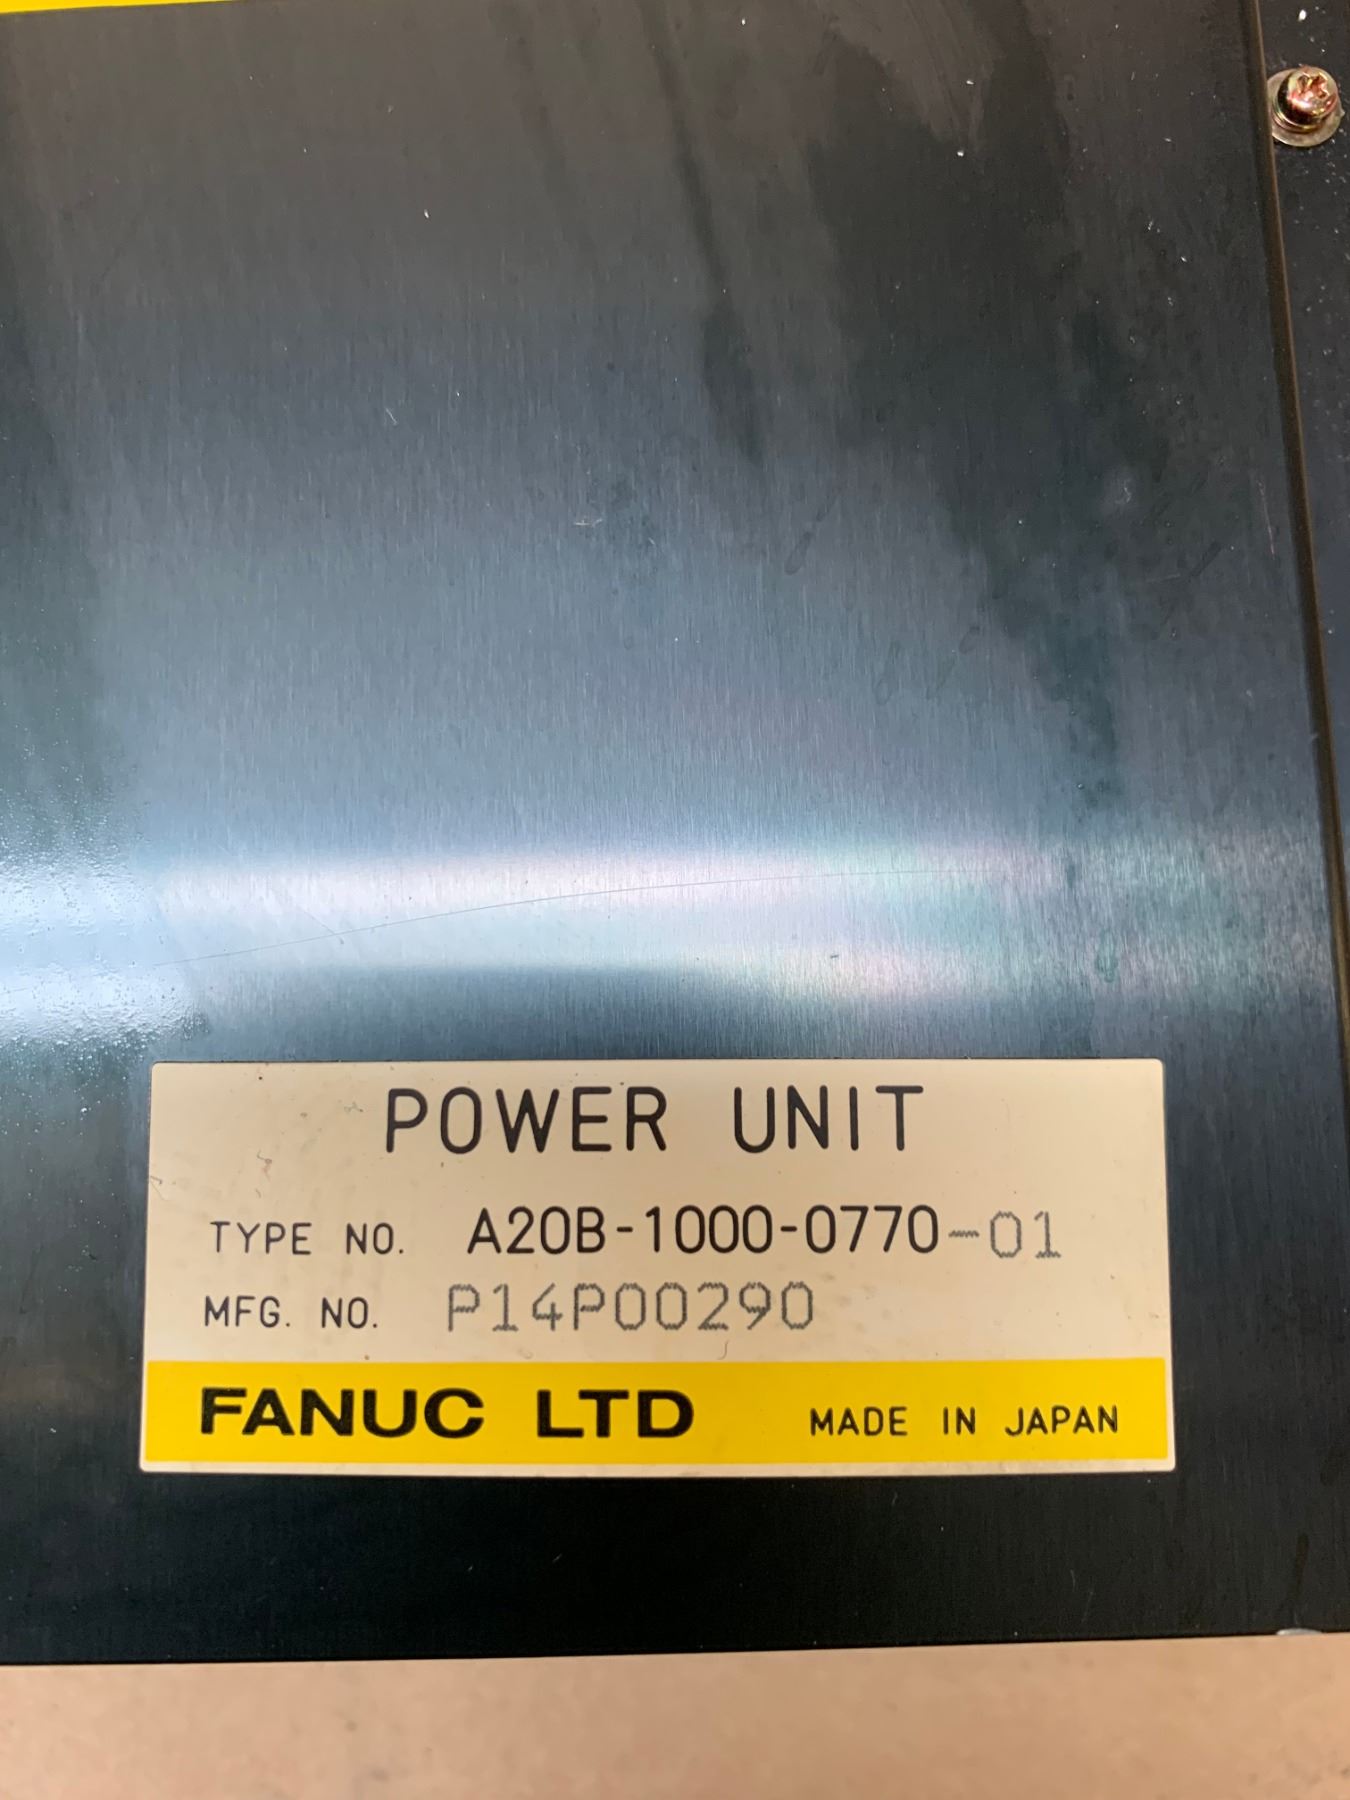 POWER UNIT
TYPE NO. A20B-1000-0770-01
MFG. NO. P14P00290
FANUC LTD MADE IN JAPAN